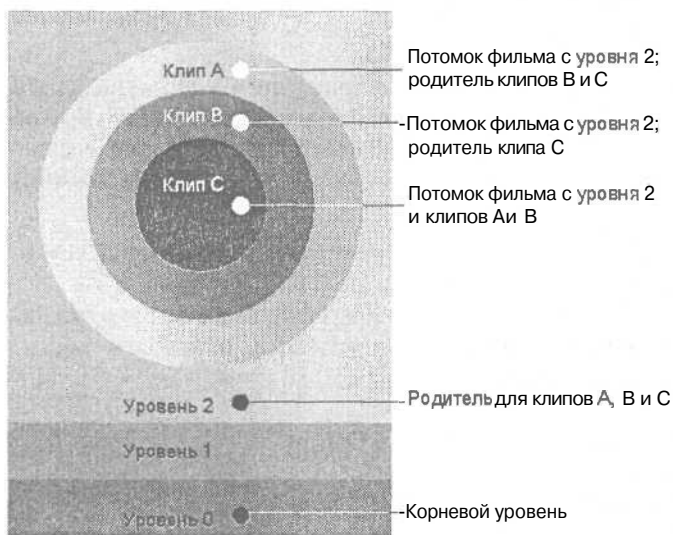 Клип А
Потомок фильма с уровня 2;
родитель клипов В и С
Клип В
-Потомок фильма с уровня 2;
родитель клипа С
Клип С
Потомок фильма с уровня 2
и клипов Аи В
Уровень 2
Родитель для клипов А, В и С
Уровень 1
Уровень 0
-Корневой уровень